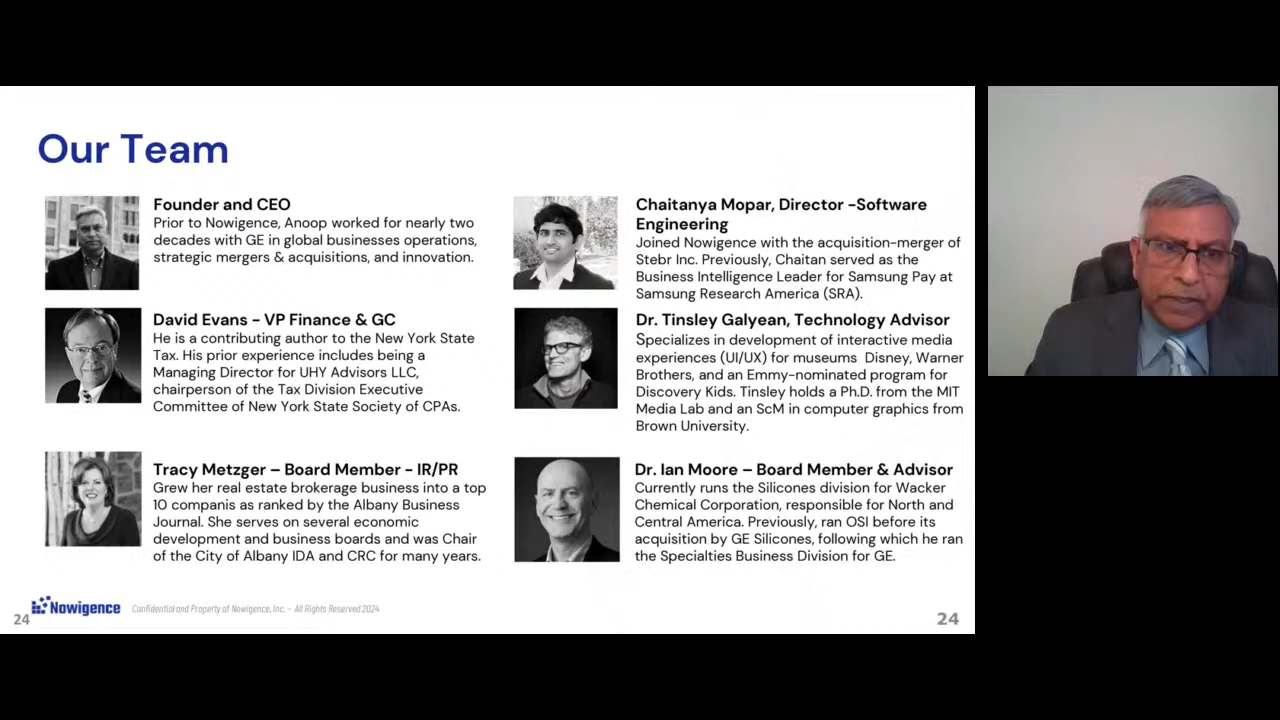 Our Team
Founder and CEO
Prior to Nowigence, Anoop worked for nearly two
decades with GE in global businesses operations,
strategic mergers & acquisitions, and innovation.
David Evans - VP Finance & GC
He is a contributing author to the New York State
Tax. His prior experience includes being a
Managing Director for UHY Advisors LLC,
chairperson of the Tax Division Executive
Committee of New York State Society of CPAs.
Tracy Metzger – Board Member - IR/PR
Grew her real estate brokerage business into a top
10 companis as ranked by the Albany Business
Journal. She serves on several economic
development and business boards and was Chair
of the City of Albany IDA and CRC for many years.
Chaitanya Mopar, Director -Software
Engineering
Joined Nowigence with the acquisition-merger of
Stebr Inc. Previously, Chaitan served as the
Business Intelligence Leader for Samsung Pay at
Samsung Research America (SRA).
Dr. Tinsley Galyean, Technology Advisor
Specializes in development of interactive media
experiences (UI/UX) for museums Disney, Warner
Brothers, and an Emmy-nominated program for
Discovery Kids. Tinsley holds a Ph.D. from the MIT
Media Lab and an ScM in computer graphics from
Brown University.
Dr. Ian Moore – Board Member & Advisor
Currently runs the Silicones division for Wacker
Chemical Corporation, responsible for North and
Central America. Previously, ran OSI before its
acquisition by GE Silicones, following which he ran
the Specialties Business Division for GE.
24
Nowigence
Confidential and Property of Nowigence, Inc. - All Rights Reserved 2024
24